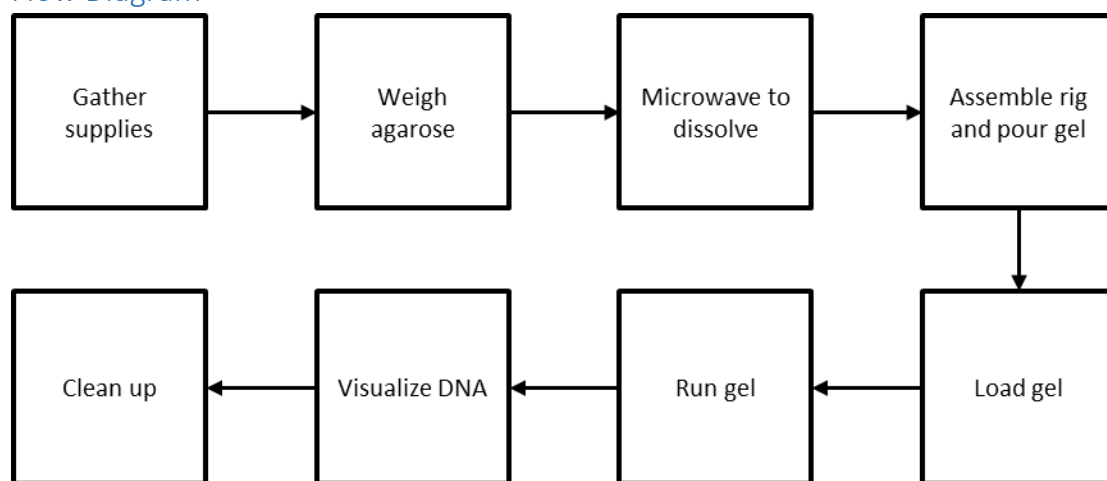 Flow Diagram
Gather
supplies
Weigh
agarose
Microwave to
dissolve
Assemble rig
and pour gel
Load gel
Run gel
Visualize DNA
Clean up